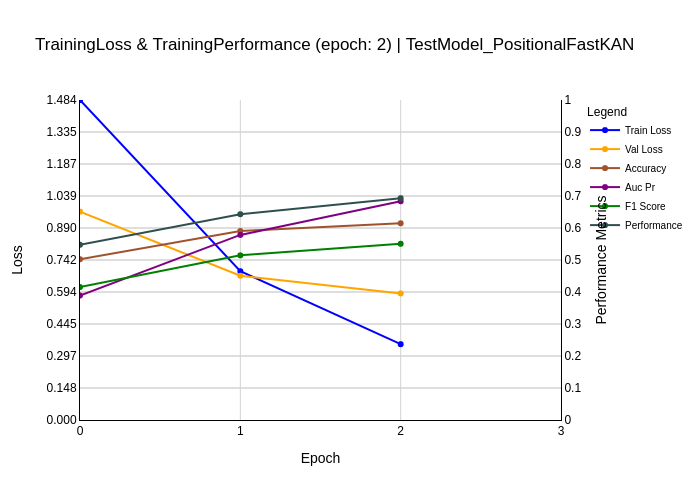 TrainingLoss & TrainingPerformance (epoch: 2) | TestModel_PositionalFastKAN
1.484
1.335
1.187
1.039
0.890
0.742
0.594
0.445
0.297
0.148
0.000
Loss
0
1
2
3
Epoch
1
0.9
0.8
0.7
0.6
0.5
0.4
0.3
0.2
0.1
0
Performance Metrics
Legend
Train Loss
Val Loss
Accuracy
Auc Pr
F1 Score
Performance